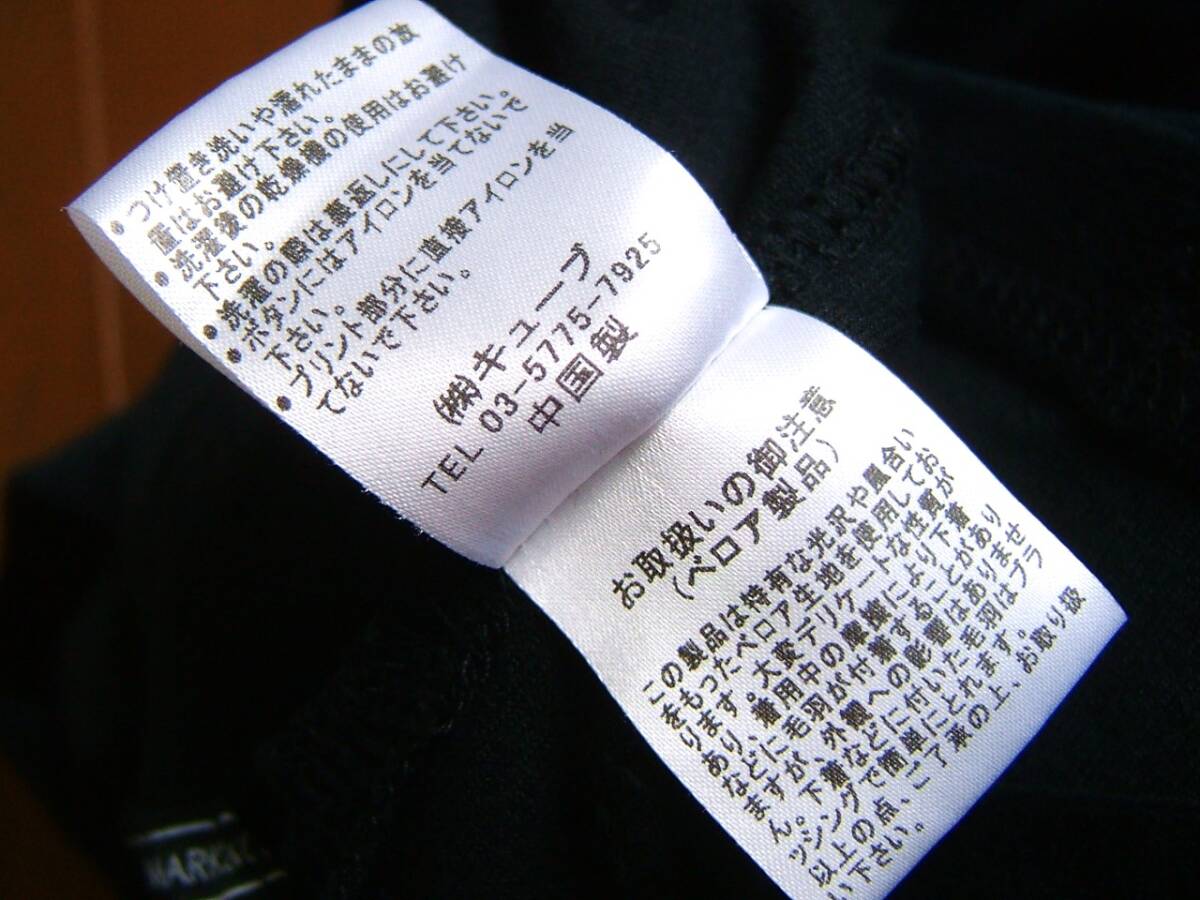 ・つけ置き洗いや濡れたままの放
置はお避け下さい。
・洗濯後の乾燥機の使用はお避け
下さい。
・洗濯の際は裏返しにして下さい。
・ボタンにはアイロンを当てないで
下さい。
・プリント部分に直接アイロンを当
てないで下さい。
㈱キューブ
TEL 03-5775-7925
中国製
お取扱いの御注意
(ベロア製品)
この製品は特有な光沢や風合い
をもったベロア生地を使用してお
ります。大変デリケートな性質が
あり、着用中の摩擦により下着
などに毛羽が付着することがあり
ますが、外観への影響はありませ
ん。下着などに付いた毛羽はブラ
ッシングで簡単にとれます。
以上の点、ご了承の上、お取り扱
い下さい。